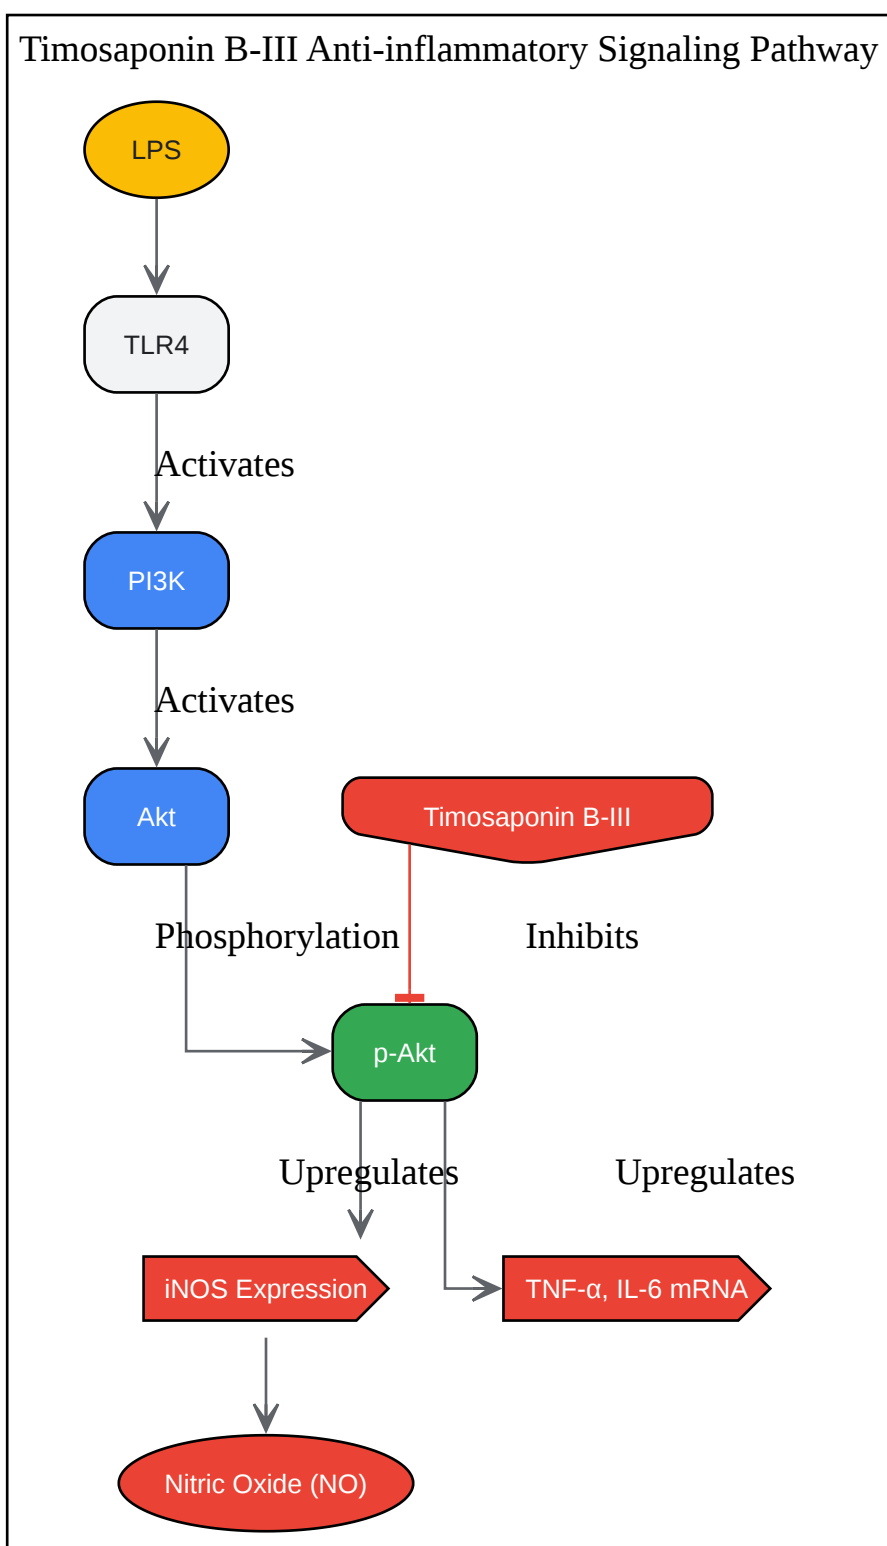 Timosaponin B-III Anti-inflammatory Signaling Pathway
LPS
TLR4
Activates
PI3K
Activates
Akt
Timosaponin B-III
Phosphorylation
Inhibits
p-Akt
Upregulates
Upregulates
iNOS Expression
TNF-α, IL-6 mRNA
Nitric Oxide (NO)